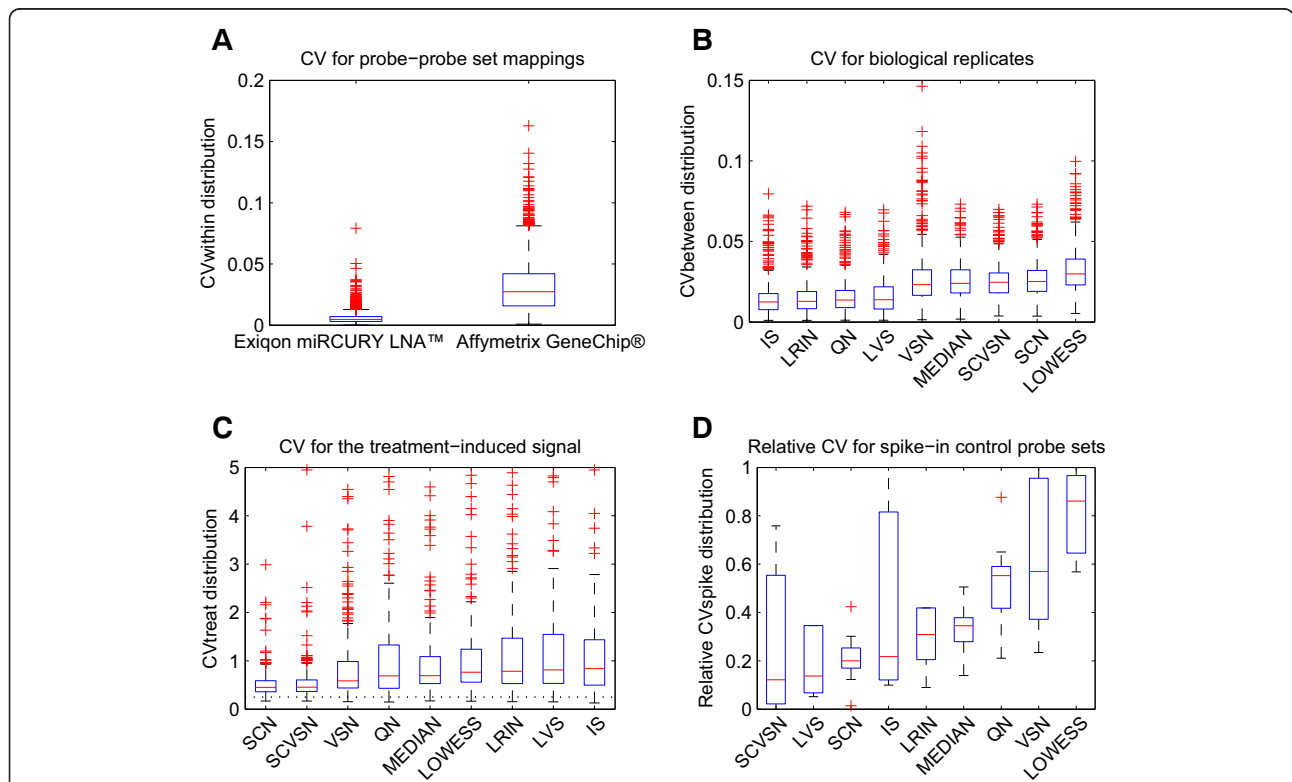 A
CV for probe−probe set mappings
CVwithin distribution
0.2
0.15
0.1
0.05
0
Exiqon miRCURY LNA™ Affymetrix GeneChip®
B
CV for biological replicates
CVbetween distribution
0.15
0.1
0.05
0
IS LRIN QN LVS VSN MEDIAN SCVSN SCN LOWESS
C
CV for the treatment−induced signal
CVtreat distribution
5
4
3
2
1
0
SCN SCVSN VSN QN MEDIAN LOWESS LRIN LVS IS
D
Relative CV for spike−in control probe sets
Relative CVspike distribution
1
0.8
0.6
0.4
0.2
0
SCVSN LVS SCN IS LRIN MEDIAN QN VSN LOWESS